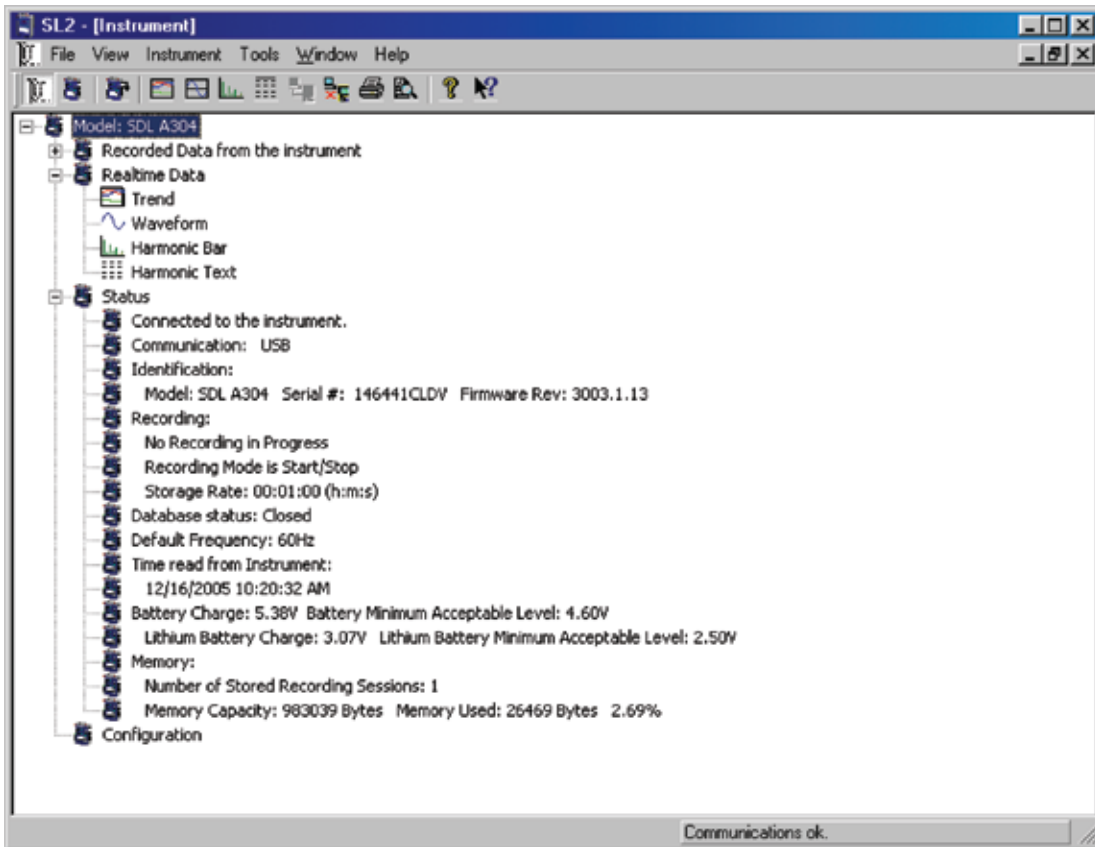 SL2 - [Instrument]
File View Instrument Tools Window Help
Model: SDL A304
Recorded Data from the instrument
Realtime Data
Trend
Waveform
Harmonic Bar
Harmonic Text
Status
Connected to the instrument.
Communication: USB
Identification:
Model: SDL A304 Serial #: 146441CLDV Firmware Rev: 3003.1.13
Recording:
No Recording in Progress
Recording Mode is Start/Stop
Storage Rate: 00:01:00 (h:m:s)
Database status: Closed
Default Frequency: 60Hz
Time read from Instrument:
12/16/2005 10:20:32 AM
Battery Charge: 5.38V Battery Minimum Acceptable Level: 4.60V
Lithium Battery Charge: 3.07V Lithium Battery Minimum Acceptable Level: 2.50V
Memory:
Number of Stored Recording Sessions: 1
Memory Capacity: 983039 Bytes Memory Used: 26469 Bytes 2.69%
Configuration
Communications ok.